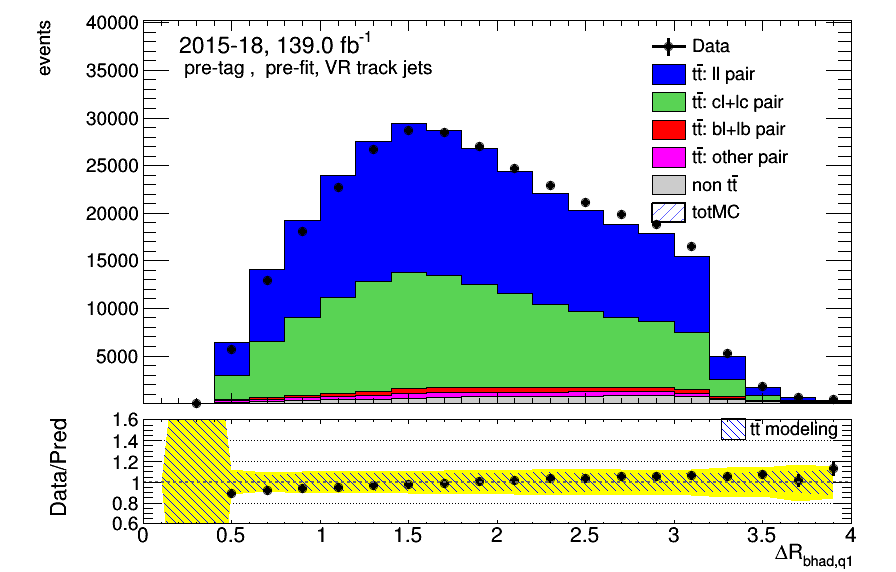 events
40000
35000
30000
25000
20000
15000
10000
5000
2015-18, 139.0 fb⁻¹
pre-tag , pre-fit, VR track jets
Data
tt̄: ll pair
tt̄: cl+lc pair
tt̄: bl+lb pair
tt̄: other pair
non tt̄
totMC
Data/Pred
1.6
1.4
1.2
1
0.8
0.6
tt̄ modeling
0 0.5 1 1.5 2 2.5 3 3.5 4
ΔR_bhad,q1